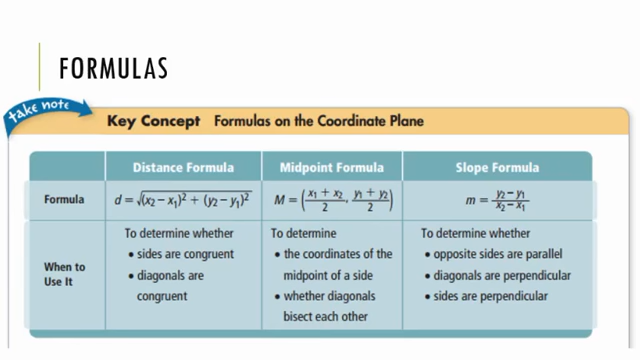 FORMULAS
take note
Key Concept Formulas on the Coordinate Plane
Distance Formula Midpoint Formula Slope Formula
Formula d = √(x₂ − x₁)² + (y₂ − y₁)² M = (x₁ + x₂/2, y₁ + y₂/2) m = y₂ − y₁/x₂ − x₁
When to Use It
To determine whether
• sides are congruent
• diagonals are
congruent
To determine
• the coordinates of the
midpoint of a side
• whether diagonals
bisect each other
To determine whether
• opposite sides are parallel
• diagonals are perpendicular
• sides are perpendicular